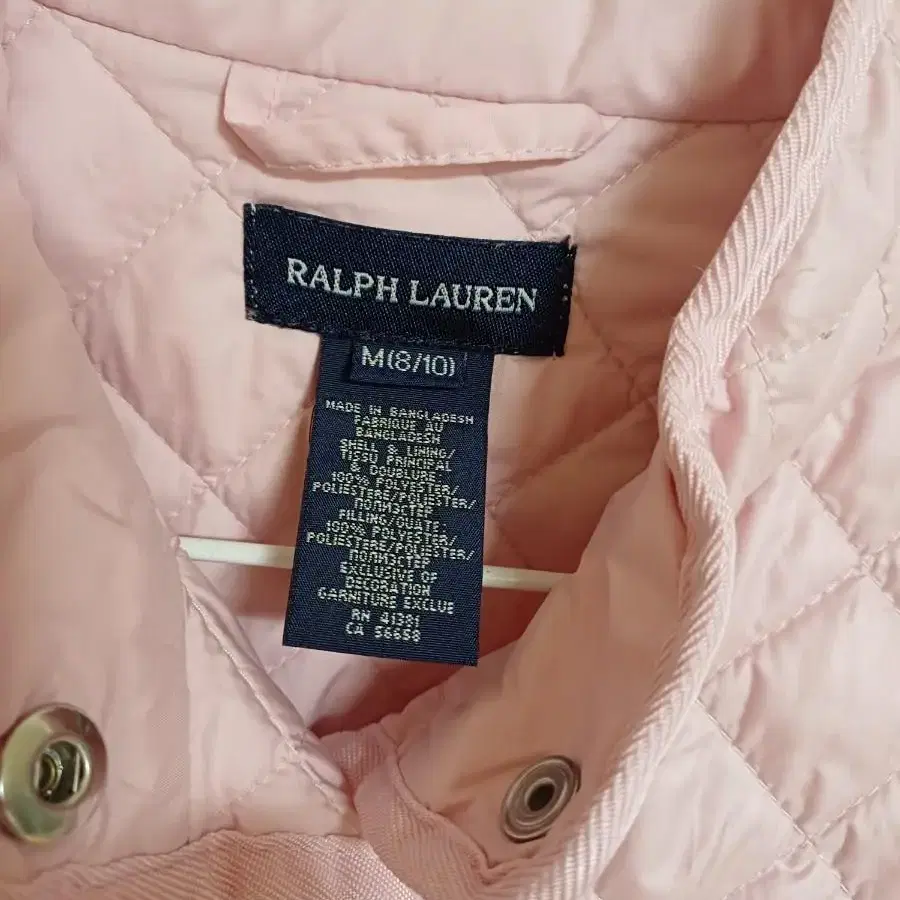 RALPH LAUREN
M(8/10)
MADE IN BANGLADESH
FABRIQUE AU
BANGLADESH
SHELL & LINING/
TISSU PRINCIPAL
& DOUBLURE
100% POLYESTER/
POLIESTERE/POLIESTER/
ПОЛИЭСТЕР
FILLING/OUATE:
100% POLYESTER/
POLIESTERE/POLIESTER/
ПОЛИЭСТЕР
EXCLUSIVE OF
DECORATION
GARNITURE EXCLUE
RN 41381
CA 56658